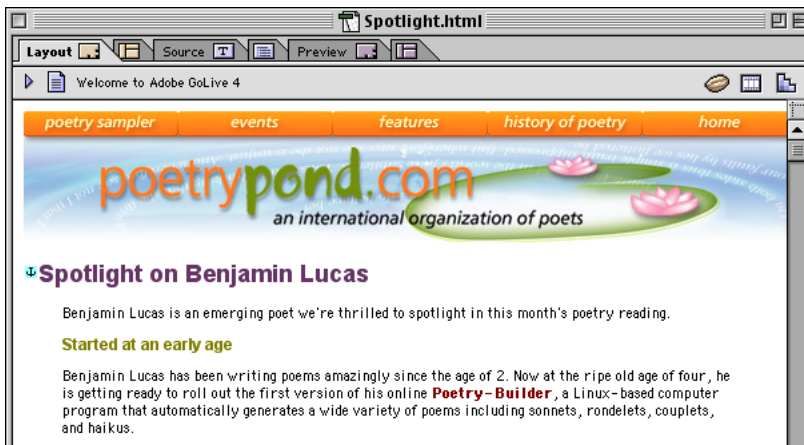 Spotlight.html
Layout Source T Preview
Welcome to Adobe GoLive 4
poetry sampler events features history of poetry home
poetrypond.com
an international organization of poets
Spotlight on Benjamin Lucas
Benjamin Lucas is an emerging poet we're thrilled to spotlight in this month's poetry reading.
Started at an early age
Benjamin Lucas has been writing poems amazingly since the age of 2. Now at the ripe old age of four, he
is getting ready to roll out the first version of his online Poetry-Builder, a Linux-based computer
program that automatically generates a wide variety of poems including sonnets, rondelets, couplets,
and haikus.